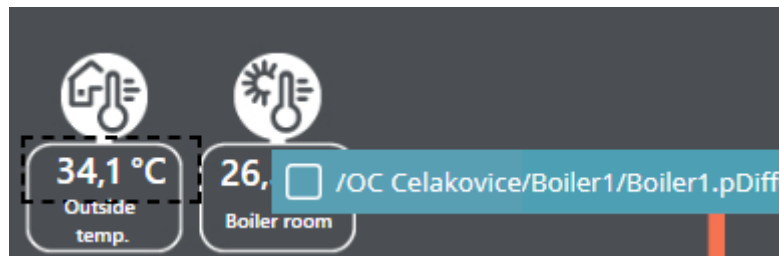 34,1 °C
Outside
temp.
26,
Boiler room
/OC Celakovice/Boiler1/Boiler1.pDiff